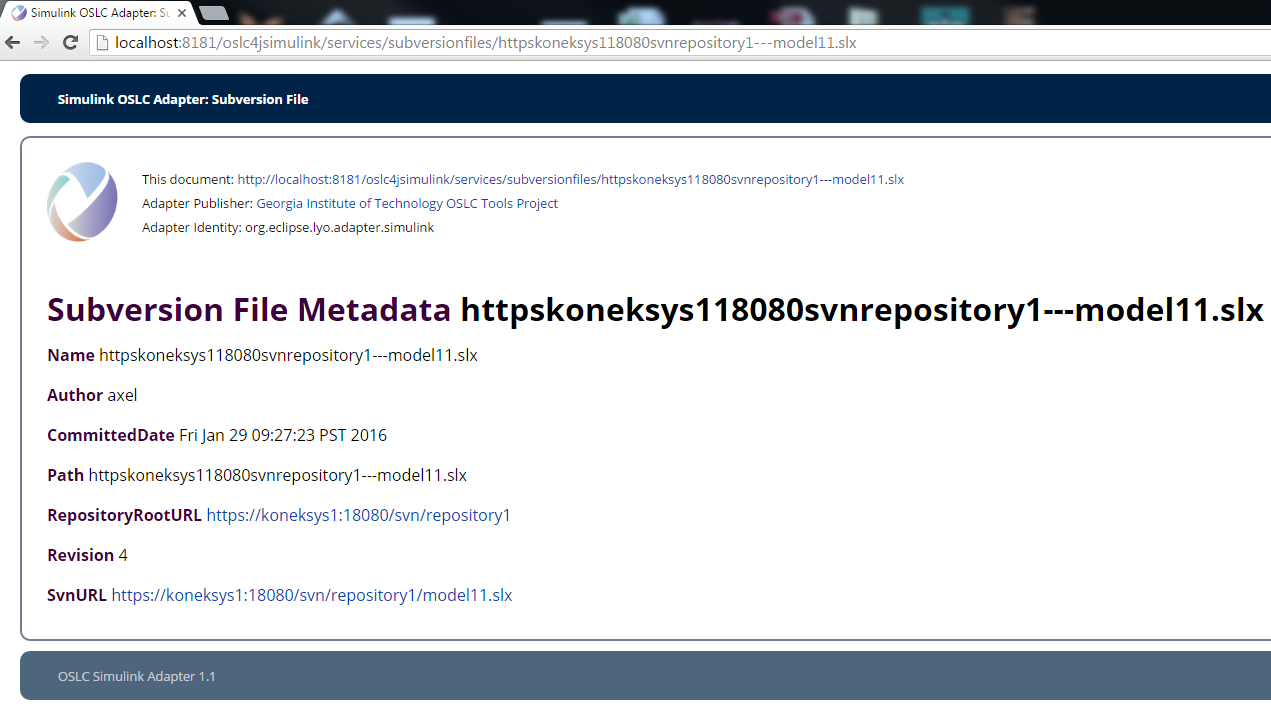 Simulink OSLC Adapter: Su
localhost:8181/oslc4jsimulink/services/subversionfiles/httpskoneksys118080svnrepository1---model11.slx
Simulink OSLC Adapter: Subversion File
This document: http://localhost:8181/oslc4jsimulink/services/subversionfiles/httpskoneksys118080svnrepository1---model11.slx
Adapter Publisher: Georgia Institute of Technology OSLC Tools Project
Adapter Identity: org.eclipse.lyo.adapter.simulink
Subversion File Metadata httpskoneksys118080svnrepository1---model11.slx
Name httpskoneksys118080svnrepository1---model11.slx
Author axel
CommittedDate Fri Jan 29 09:27:23 PST 2016
Path httpskoneksys118080svnrepository1---model11.slx
RepositoryRootURL https://koneksys1:18080/svn/repository1
Revision 4
SvnURL https://koneksys1:18080/svn/repository1/model11.slx
OSLC Simulink Adapter 1.1